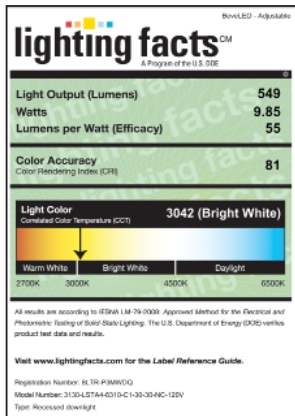 BeveLED - Adjustable
lighting facts CM
A Program of the U.S. DOE
Light Output (Lumens) 549
Watts 9.85
Lumens per Watt (Efficacy) 55
Color Accuracy 81
Color Rendering Index (CRI)
Light Color 3042 (Bright White)
Correlated Color Temperature (CCT)
Warm White Bright White Daylight
2700K 3000K 4500K 6500K
All results are according to IESNA LM-79-2008: Approved Method for the Electrical and
Photometric Testing of Solid-State Lighting. The U.S. Department of Energy (DOE) verifies
product test data and results.
Visit www.lightingfacts.com for the Label Reference Guide.
Registration Number: BLTR-P3MWDQ
Model Number: 3130-LSTA4-8310-C1-30-30-NC-120V
Type: Recessed downlight